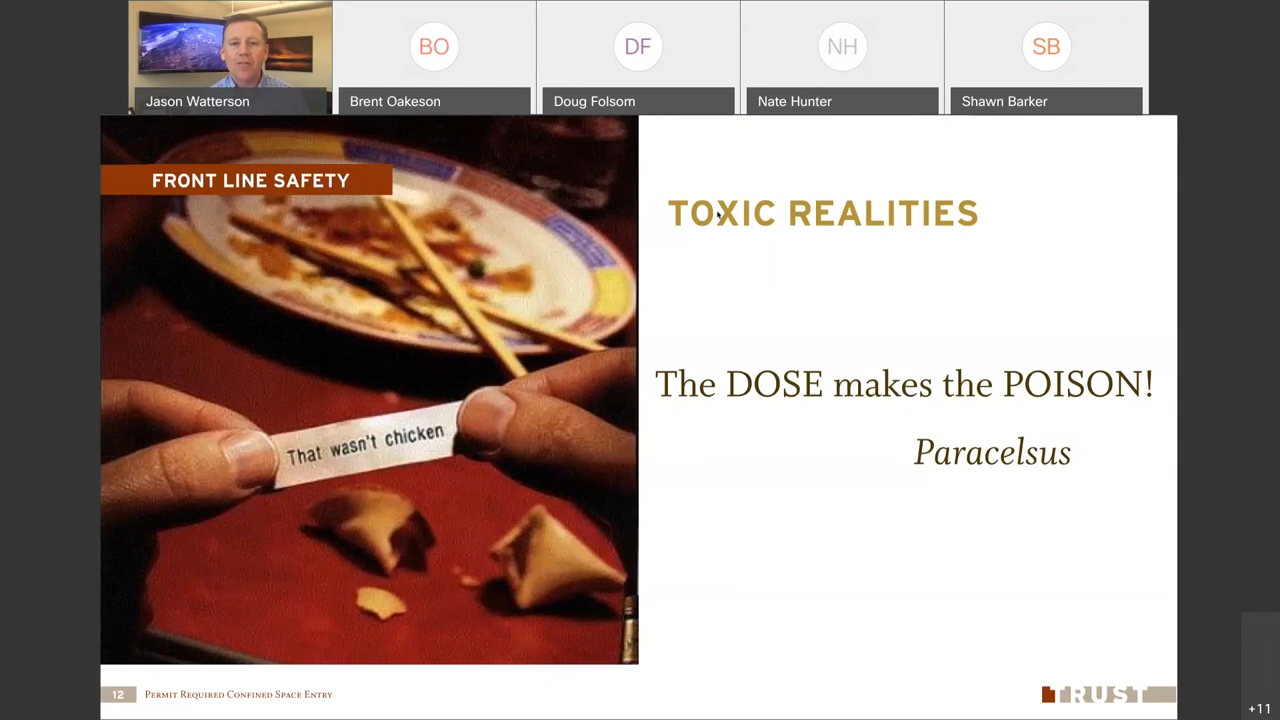 BO
DF
NH
SB
Jason Watterson
Brent Oakeson
Doug Folsom
Nate Hunter
Shawn Barker
FRONT LINE SAFETY
TOXIC REALITIES
The DOSE makes the POISON!
Paracelsus
That wasn't chicken
12
Permit Required Confined Space Entry
TRUST
+11